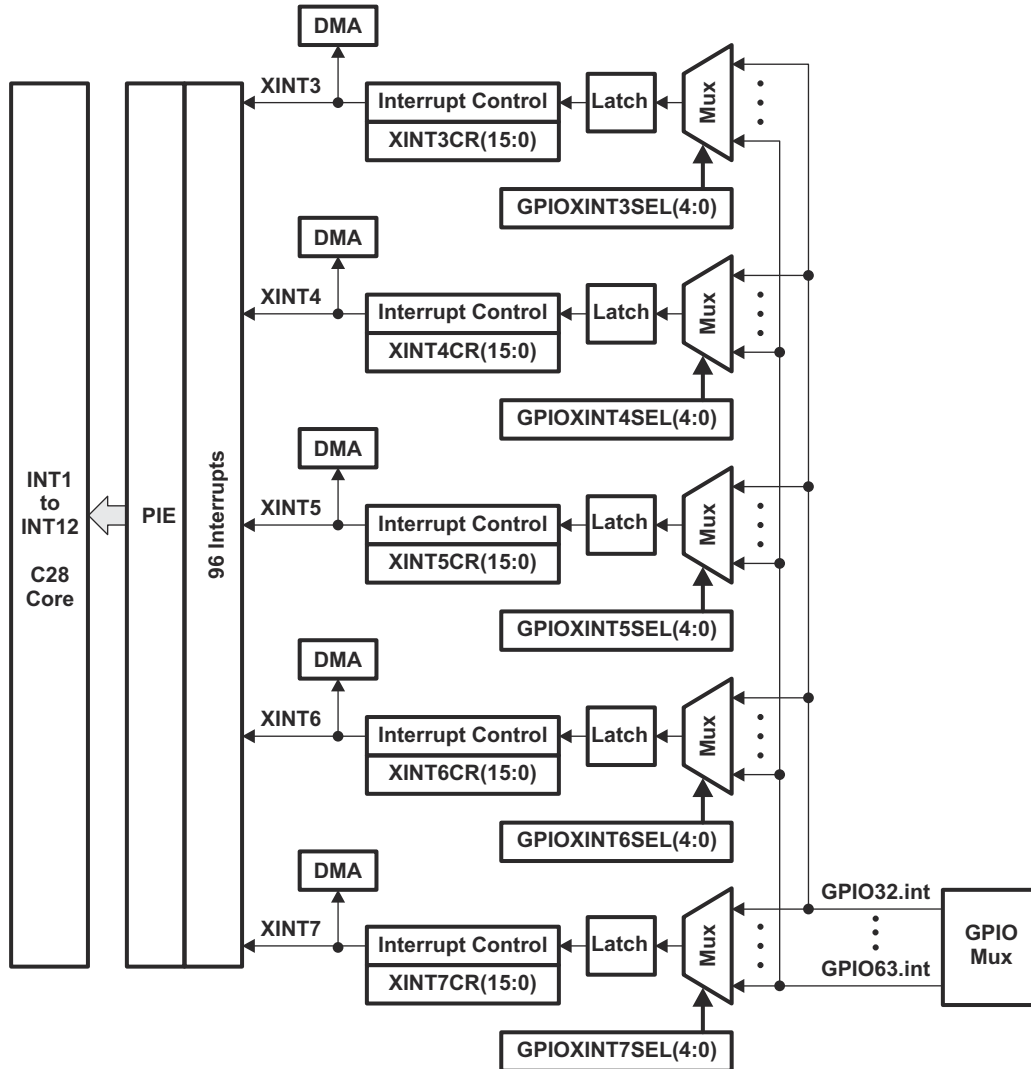 DMA
XINT3
Interrupt Control
XINT3CR(15:0)
Latch
Mux
GPIOXINT3SEL(4:0)
DMA
XINT4
Interrupt Control
XINT4CR(15:0)
Latch
Mux
GPIOXINT4SEL(4:0)
INT1
to
INT12
C28
Core
PIE
96 Interrupts
DMA
XINT5
Interrupt Control
XINT5CR(15:0)
Latch
Mux
GPIOXINT5SEL(4:0)
DMA
XINT6
Interrupt Control
XINT6CR(15:0)
Latch
Mux
GPIOXINT6SEL(4:0)
DMA
XINT7
Interrupt Control
XINT7CR(15:0)
Latch
Mux
GPIOXINT7SEL(4:0)
GPIO32.int
GPIO63.int
GPIO
Mux